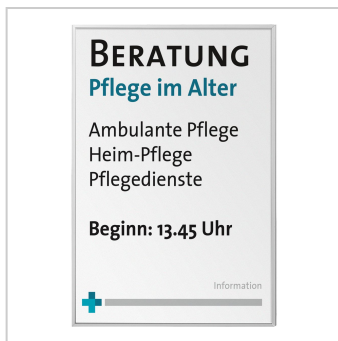 BERATUNG
Pflege im Alter
Ambulante Pflege
Heim-Pflege
Pflegedienste
Beginn: 13.45 Uhr
Information